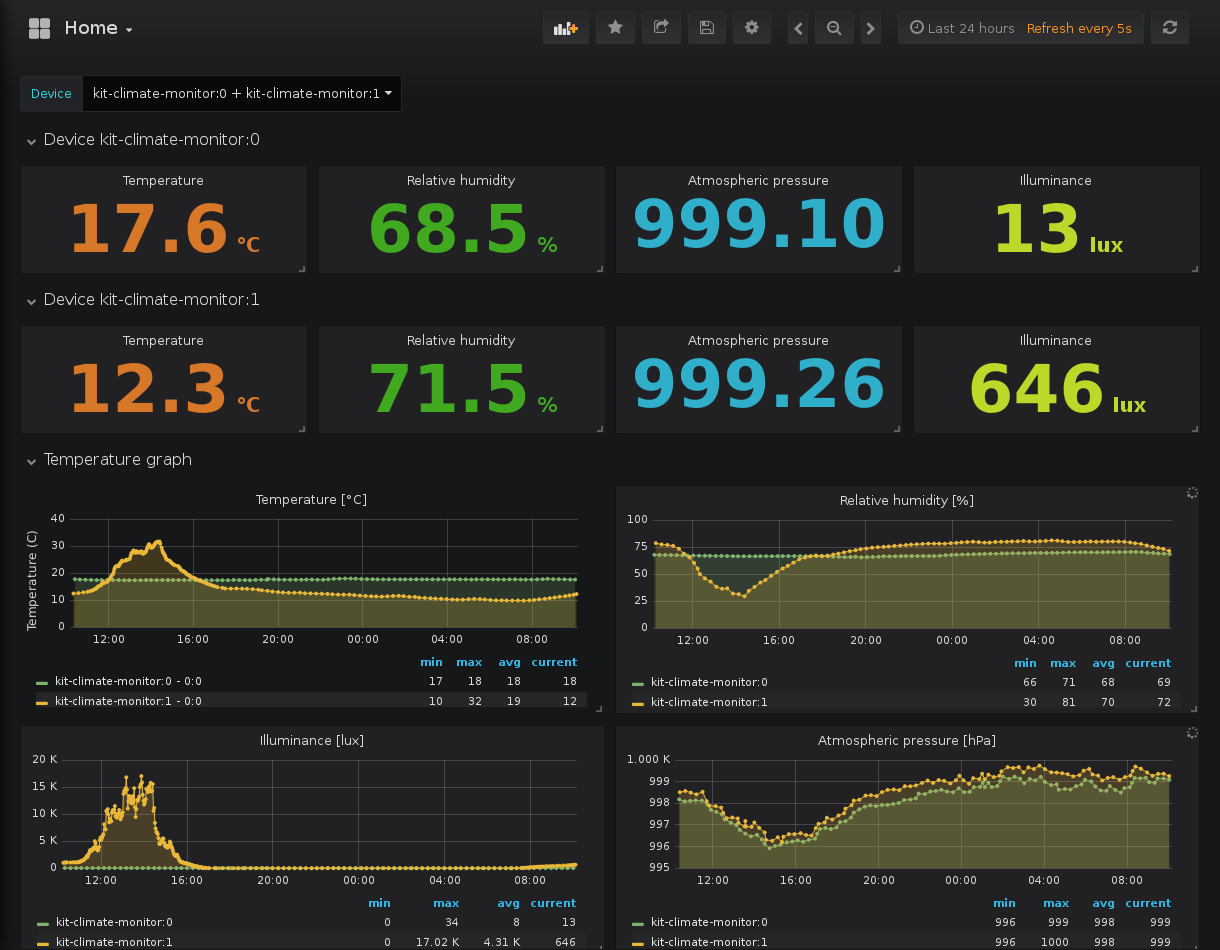 Home
Last 24 hours Refresh every 5s
Device kit-climate-monitor:0 + kit-climate-monitor:1
Device kit-climate-monitor:0
Temperature Relative humidity Atmospheric pressure Illuminance
17.6 °C 68.5 % 999.10 13 lux
Device kit-climate-monitor:1
Temperature Relative humidity Atmospheric pressure Illuminance
12.3 °C 71.5 % 999.26 646 lux
Temperature graph
Temperature [°C]
Temperature (C)
40
30
20
10
0
12:00 16:00 20:00 00:00 04:00 08:00
min max avg current
kit-climate-monitor:0 - 0:0 17 18 18 18
kit-climate-monitor:1 - 0:0 10 32 19 12
Relative humidity [%]
100
75
50
25
0
12:00 16:00 20:00 00:00 04:00 08:00
min max avg current
kit-climate-monitor:0 66 71 68 69
kit-climate-monitor:1 30 81 70 72
Illuminance [lux]
20 K
15 K
10 K
5 K
0
12:00 16:00 20:00 00:00 04:00 08:00
min max avg current
kit-climate-monitor:0 0 34 8 13
kit-climate-monitor:1 0 17.02 K 4.31 K 646
Atmospheric pressure [hPa]
1.000 K
999
998
997
996
995
12:00 16:00 20:00 00:00 04:00 08:00
min max avg current
kit-climate-monitor:0 996 999 998 999
kit-climate-monitor:1 996 1000 998 999